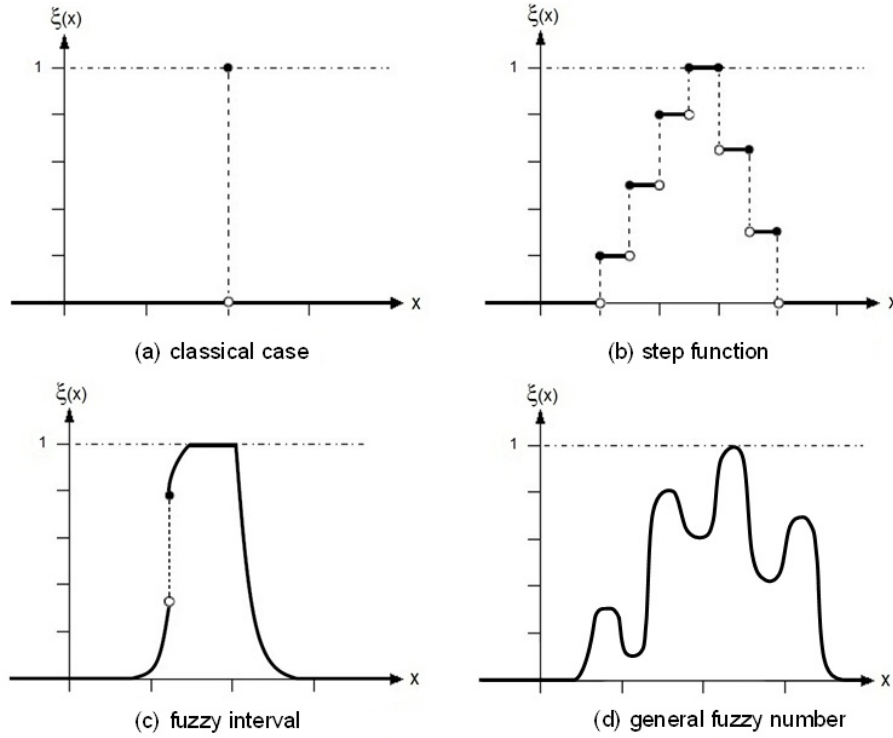 ξ(x)
1
x
(a) classical case
ξ(x)
1
x
(b) step function
ξ(x)
1
x
(c) fuzzy interval
ξ(x)
1
x
(d) general fuzzy number